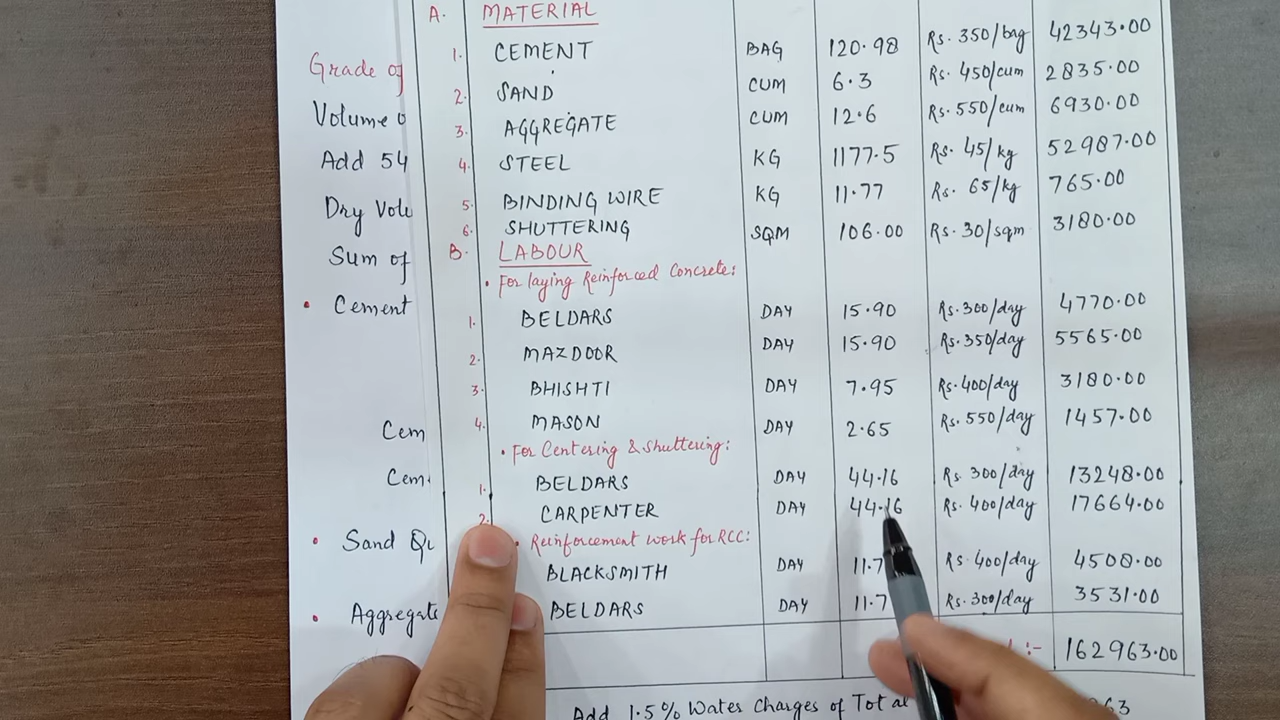 A. MATERIAL
1. CEMENT BAG 120.98 Rs. 350/bag 42343.00
2. SAND CUM 6.3 Rs. 450/cum 2835.00
3. AGGREGATE CUM 12.6 Rs. 550/cum 6930.00
4. STEEL KG 1177.5 Rs. 45/kg 52987.00
5. BINDING WIRE KG 11.77 Rs. 65/kg 765.00
6. SHUTTERING SQM 106.00 Rs. 30/sqm 3180.00
B. LABOUR
• For laying Reinforced Concrete:
1. BELDARS DAY 15.90 Rs. 300/day 4770.00
2. MAZDOOR DAY 15.90 Rs. 350/day 5565.00
3. BHISHTI DAY 7.95 Rs. 400/day 3180.00
4. MASON DAY 2.65 Rs. 550/day 1457.00
• For Centering & Shuttering:
1. BELDARS DAY 44.16 Rs. 300/day 13248.00
2. CARPENTER DAY 44.16 Rs. 400/day 17664.00
• Reinforcement work for RCC:
BLACKSMITH DAY 11.7 Rs. 400/day 4508.00
BELDARS DAY 11.7 Rs. 300/day 3531.00
:- 162963.00
Add 1.5% Water Charges of Total
Grade of
Volume o
Add 54
Dry Volu
Sum of
• Cement
Cem
Cem
• Sand Qu
• Aggregate